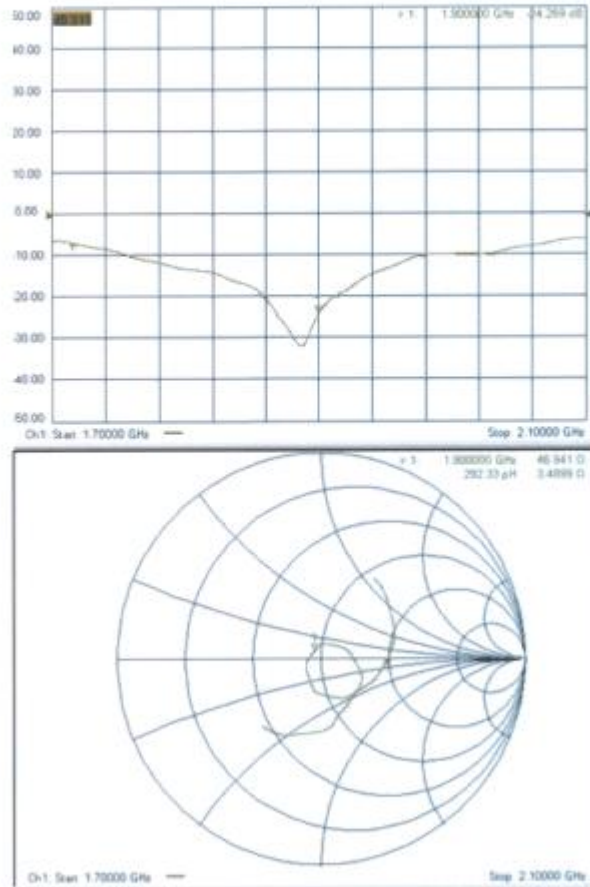 50.00
1: 1.900000 GHz -24.269 dB
40.00
30.00
20.00
10.00
0.00
-10.00
-20.00
-30.00
-40.00
-50.00
Ch1: Start 1.70000 GHz Stop 2.10000 GHz
1: 1.900000 GHz 46.941 Ω
292.33 pH 3.4899 Ω
Ch1: Start 1.70000 GHz Stop 2.10000 GHz